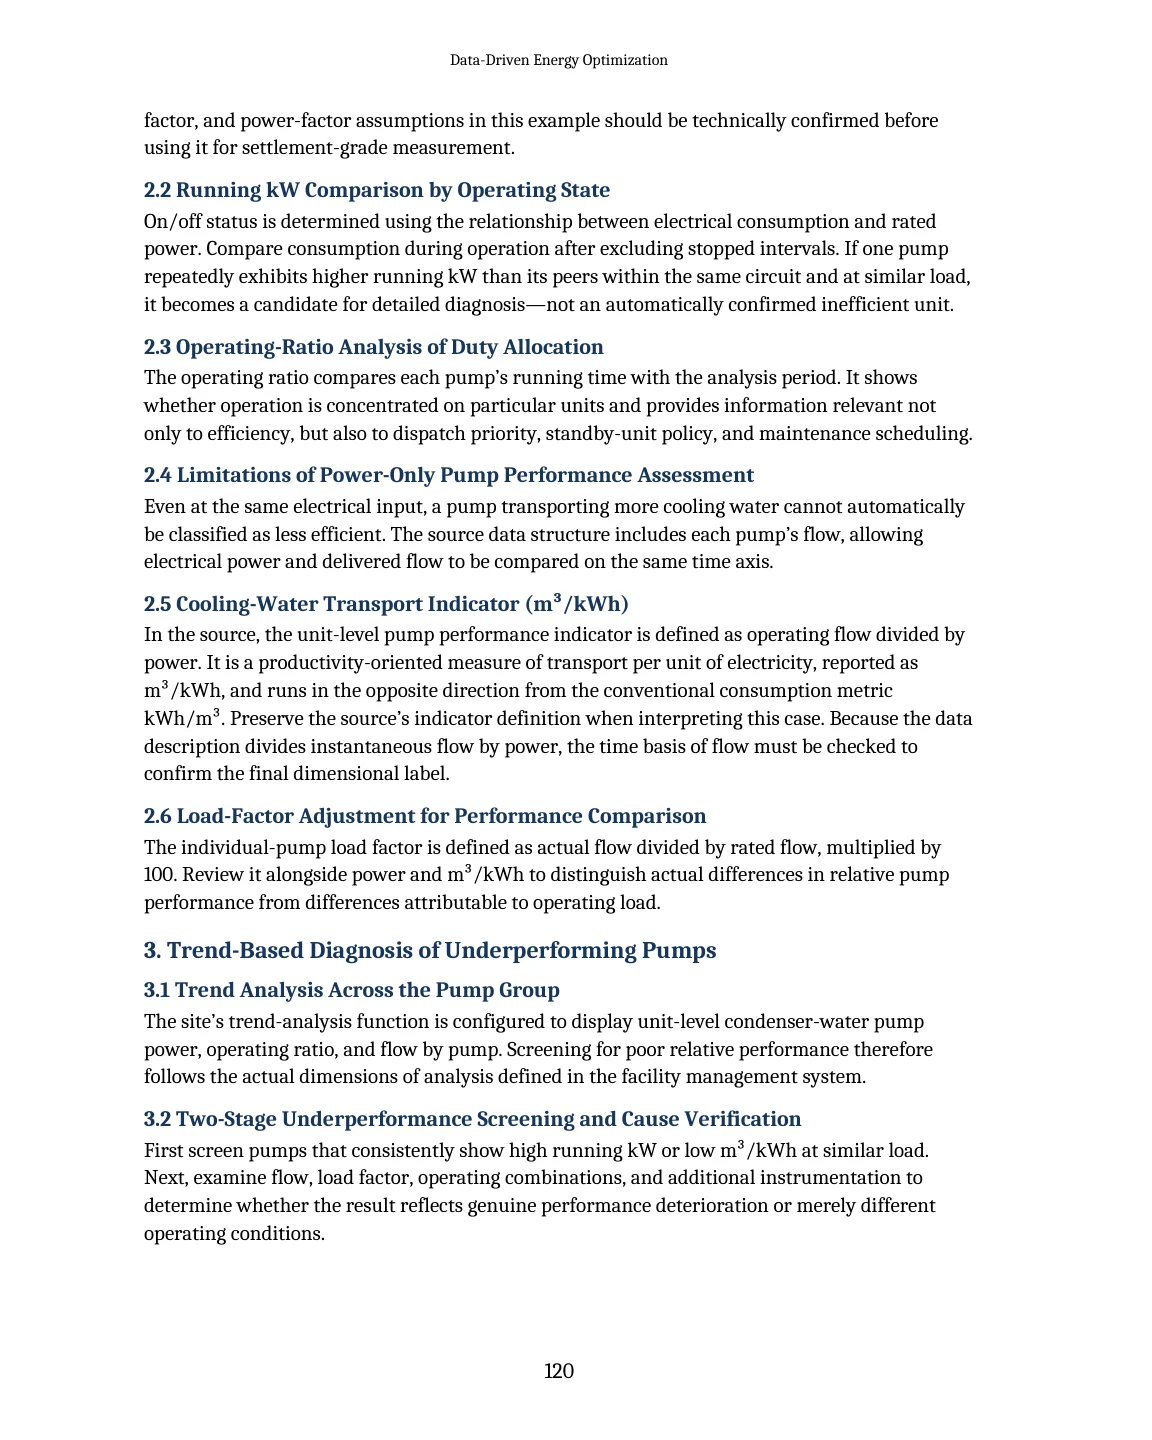 Data-Driven Energy Optimization
factor, and power-factor assumptions in this example should be technically confirmed before
using it for settlement-grade measurement.
2.2 Running kW Comparison by Operating State
On/off status is determined using the relationship between electrical consumption and rated
power. Compare consumption during operation after excluding stopped intervals. If one pump
repeatedly exhibits higher running kW than its peers within the same circuit and at similar load,
it becomes a candidate for detailed diagnosis—not an automatically confirmed inefficient unit.
2.3 Operating-Ratio Analysis of Duty Allocation
The operating ratio compares each pump’s running time with the analysis period. It shows
whether operation is concentrated on particular units and provides information relevant not
only to efficiency, but also to dispatch priority, standby-unit policy, and maintenance scheduling.
2.4 Limitations of Power-Only Pump Performance Assessment
Even at the same electrical input, a pump transporting more cooling water cannot automatically
be classified as less efficient. The source data structure includes each pump’s flow, allowing
electrical power and delivered flow to be compared on the same time axis.
2.5 Cooling-Water Transport Indicator (m³/kWh)
In the source, the unit-level pump performance indicator is defined as operating flow divided by
power. It is a productivity-oriented measure of transport per unit of electricity, reported as
m³/kWh, and runs in the opposite direction from the conventional consumption metric
kWh/m³. Preserve the source’s indicator definition when interpreting this case. Because the data
description divides instantaneous flow by power, the time basis of flow must be checked to
confirm the final dimensional label.
2.6 Load-Factor Adjustment for Performance Comparison
The individual-pump load factor is defined as actual flow divided by rated flow, multiplied by
100. Review it alongside power and m³/kWh to distinguish actual differences in relative pump
performance from differences attributable to operating load.
3. Trend-Based Diagnosis of Underperforming Pumps
3.1 Trend Analysis Across the Pump Group
The site’s trend-analysis function is configured to display unit-level condenser-water pump
power, operating ratio, and flow by pump. Screening for poor relative performance therefore
follows the actual dimensions of analysis defined in the facility management system.
3.2 Two-Stage Underperformance Screening and Cause Verification
First screen pumps that consistently show high running kW or low m³/kWh at similar load.
Next, examine flow, load factor, operating combinations, and additional instrumentation to
determine whether the result reflects genuine performance deterioration or merely different
operating conditions.
120